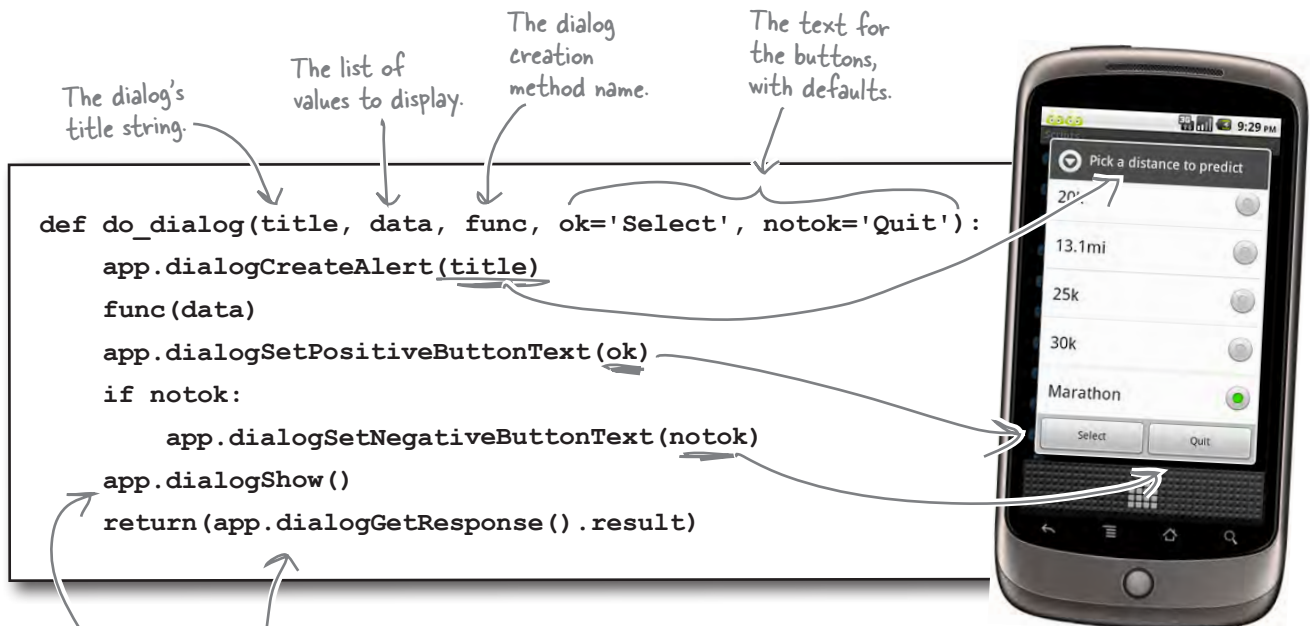 The dialog's
title string.
The list of
values to display.
The dialog
creation
method name.
The text for
the buttons,
with defaults.
def do_dialog(title, data, func, ok='Select', notok='Quit'):
app.dialogCreateAlert(title)
func(data)
app.dialogSetPositiveButtonText(ok)
if notok:
app.dialogSetNegativeButtonText(notok)
app.dialogShow()
return(app.dialogGetResponse().result)
3G 9:29 PM
Scripts
Pick a distance to predict
20k
13.1mi
25k
30k
Marathon
Select Quit